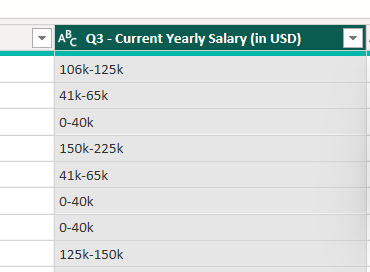 ABC Q3 - Current Yearly Salary (in USD)
106k-125k
41k-65k
0-40k
150k-225k
41k-65k
0-40k
0-40k
125k-150k